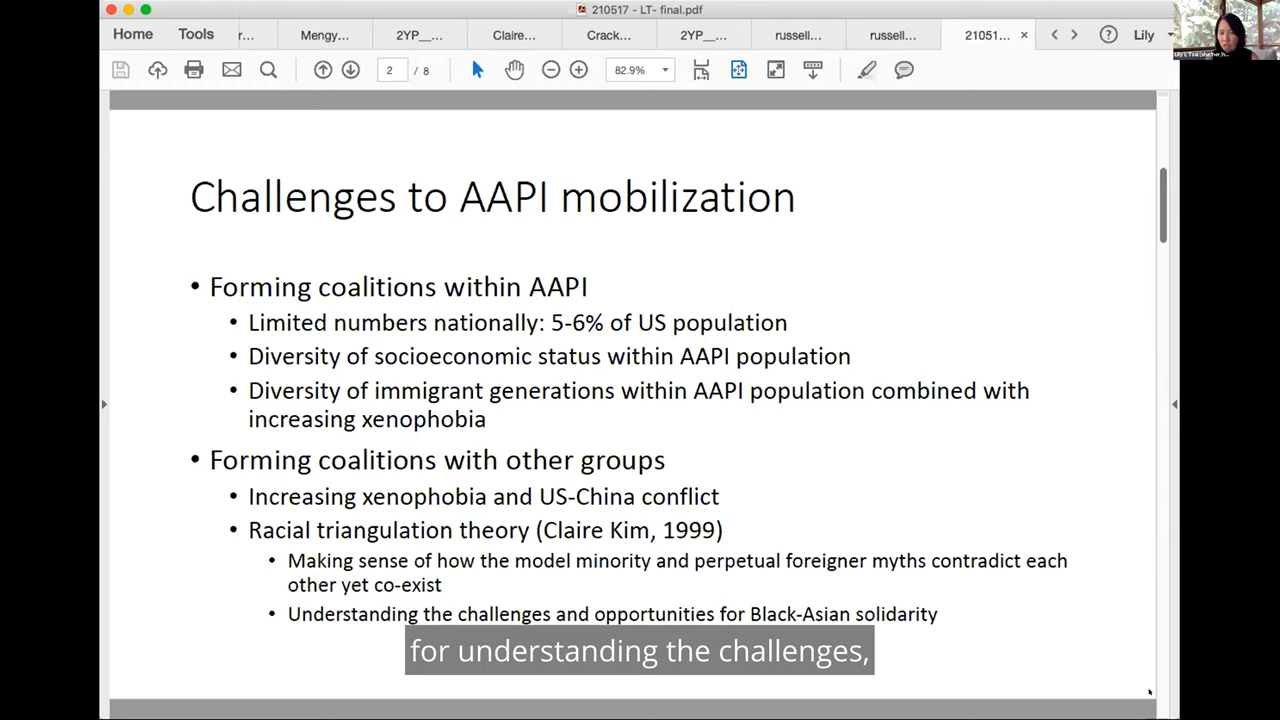 210517 - LT- final.pdf
Home Tools r... Mengy... 2YP__... Claire... Crack... 2YP__... russell... russell... 21051... × Lily
2 / 8 82.9%
Challenges to AAPI mobilization
• Forming coalitions within AAPI
• Limited numbers nationally: 5-6% of US population
• Diversity of socioeconomic status within AAPI population
• Diversity of immigrant generations within AAPI population combined with
increasing xenophobia
• Forming coalitions with other groups
• Increasing xenophobia and US-China conflict
• Racial triangulation theory (Claire Kim, 1999)
• Making sense of how the model minority and perpetual foreigner myths contradict each
other yet co-exist
• Understanding the challenges and opportunities for Black-Asian solidarity
for understanding the challenges,